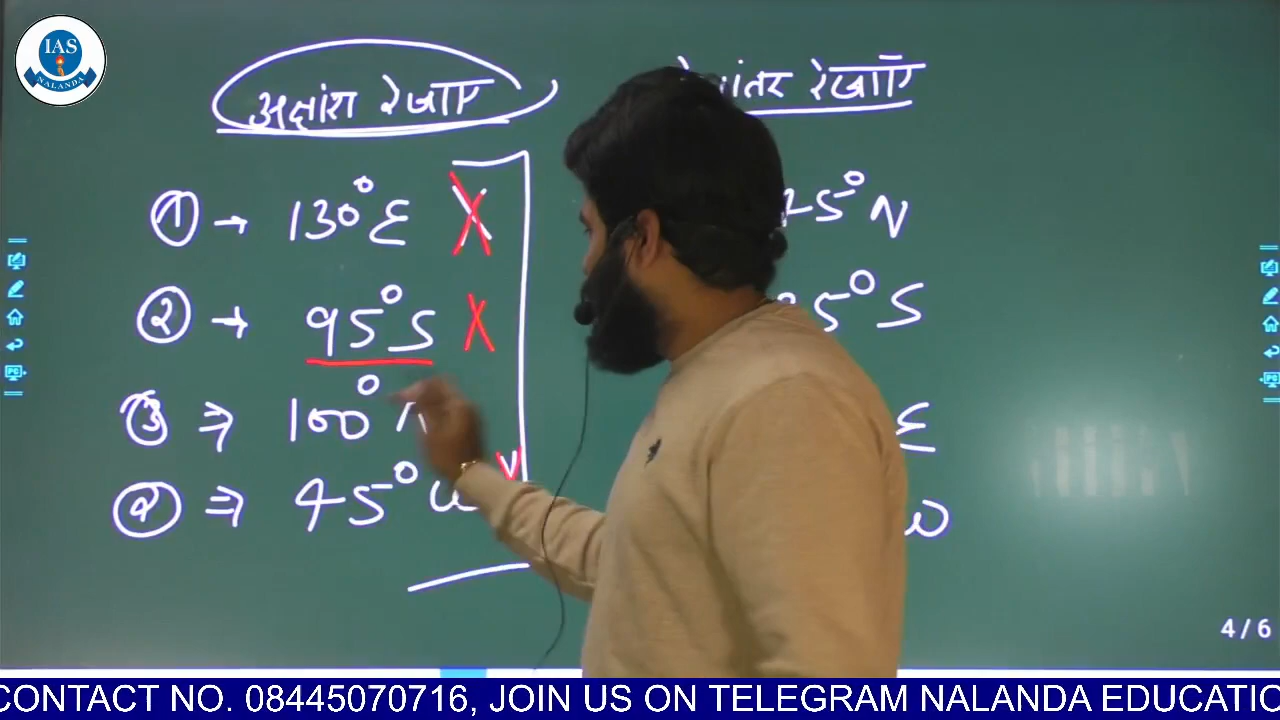 IAS
NALANDA
अक्षांश रेखाएँ
रेखाएँ
① → 130° E X
② → 95° S X
③ ⇒ 100°
④ ⇒ 45° W
5° N
5° S
E
W
4 / 6
CONTACT NO. 08445070716, JOIN US ON TELEGRAM NALANDA EDUCATIO